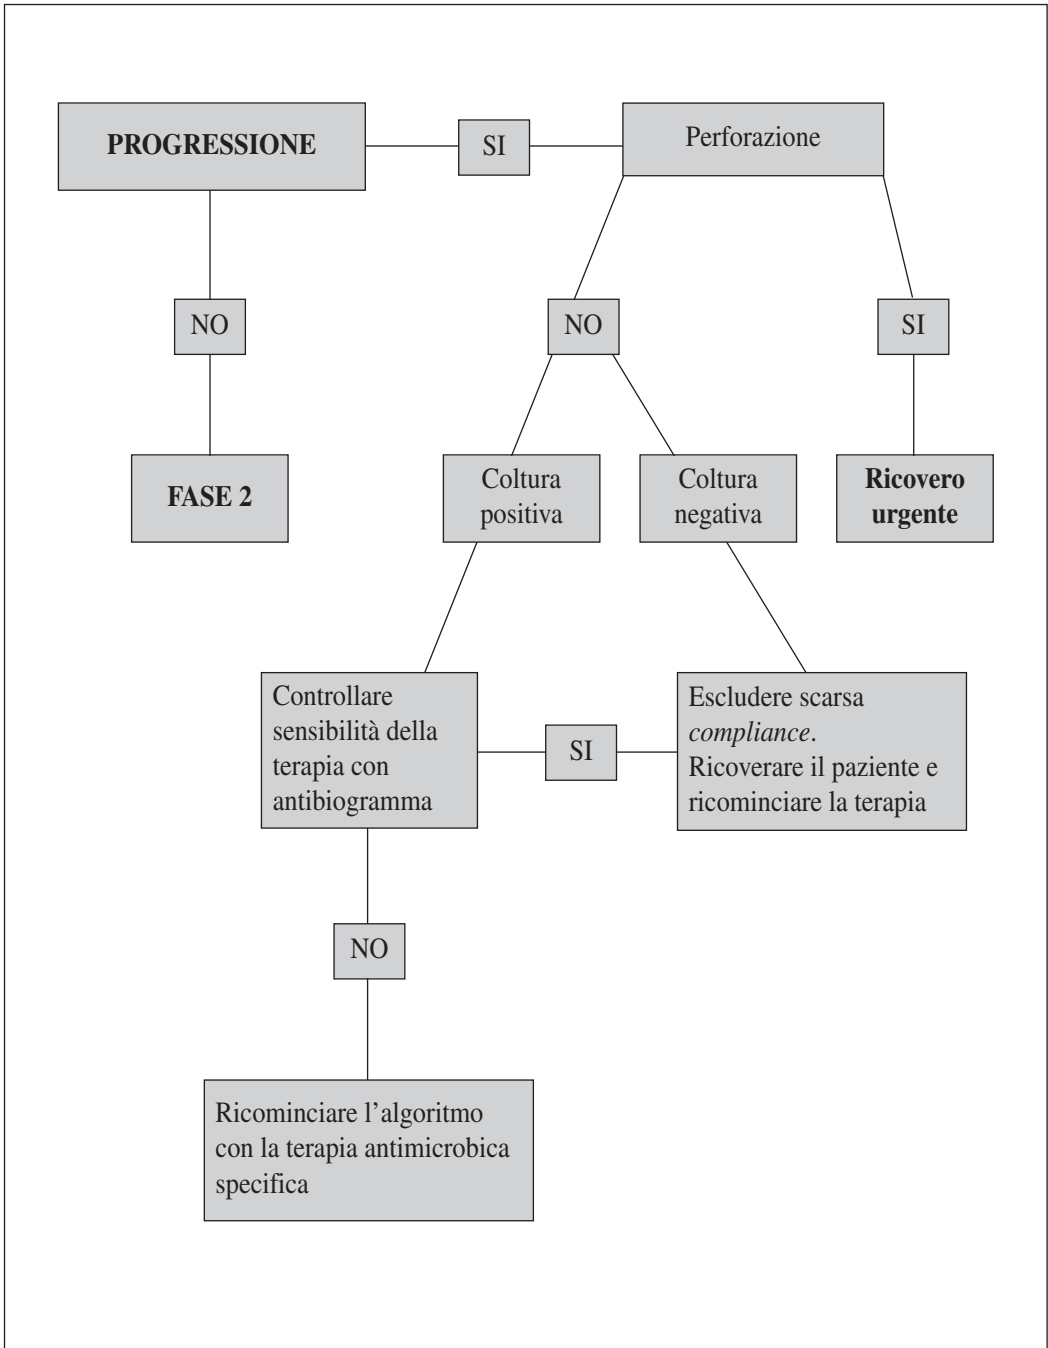 PROGRESSIONE
SI
Perforazione
NO
NO
SI
FASE 2
Coltura
positiva
Coltura
negativa
Ricovero
urgente
Controllare
sensibilità della
terapia con
antibiogramma
SI
Escludere scarsa
compliance.
Ricoverare il paziente e
ricominciare la terapia
NO
Ricominciare l’algoritmo
con la terapia antimicrobica
specifica